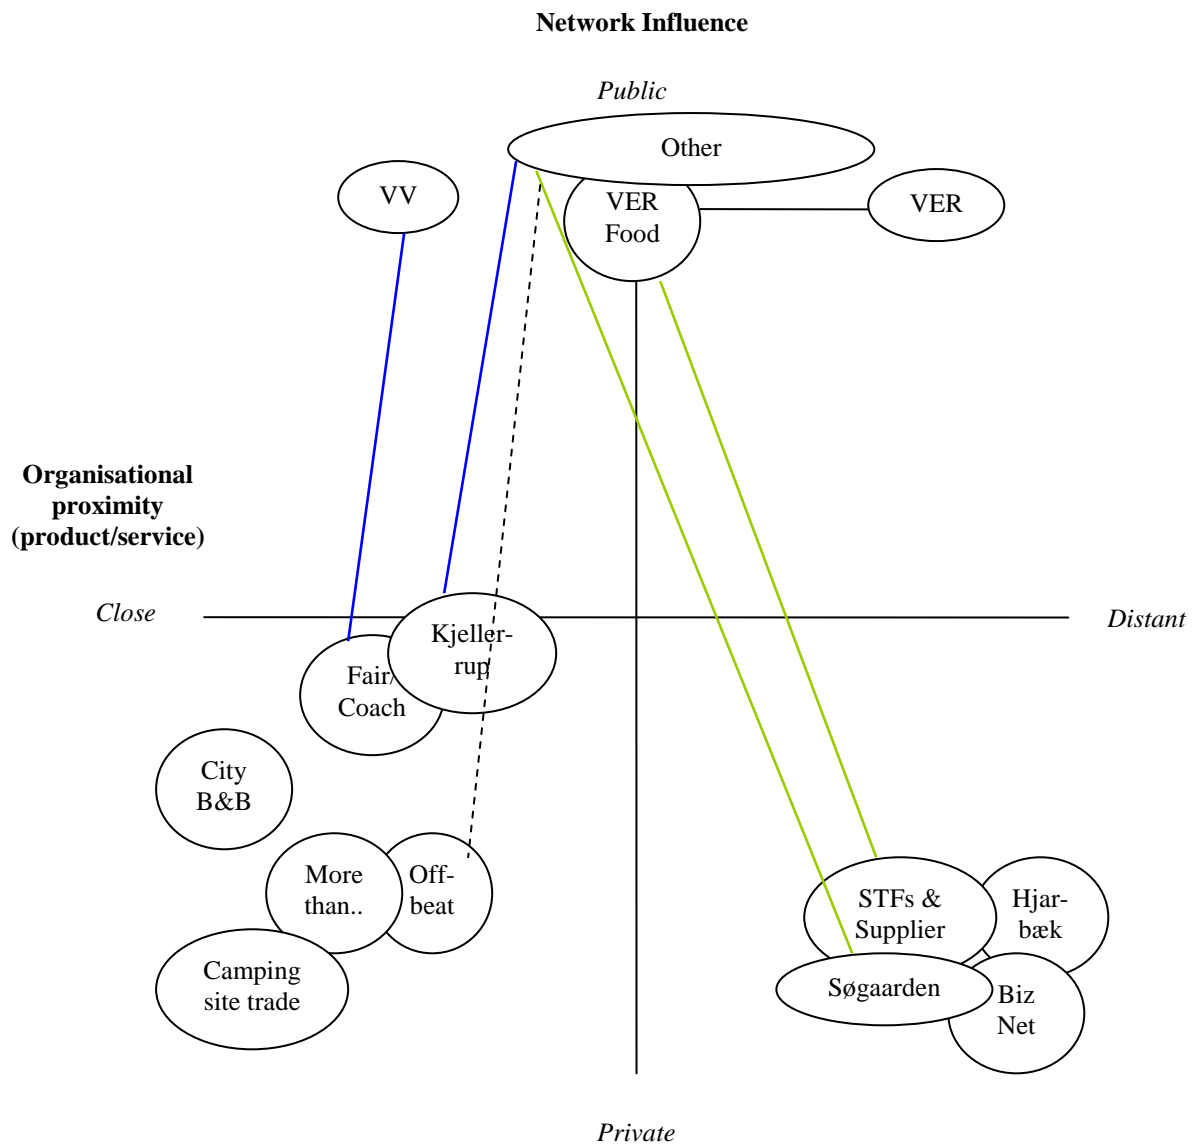 Network Influence
Public
Other
VV
VER
Food
VER
Organisational
proximity
(product/service)
Close
Distant
Kjeller-
rup
Fair/
Coach
City
B&B
More
than..
Off-
beat
STFs &
Supplier
Hjar-
bæk
Camping
site trade
Søgaarden
Biz
Net
Private